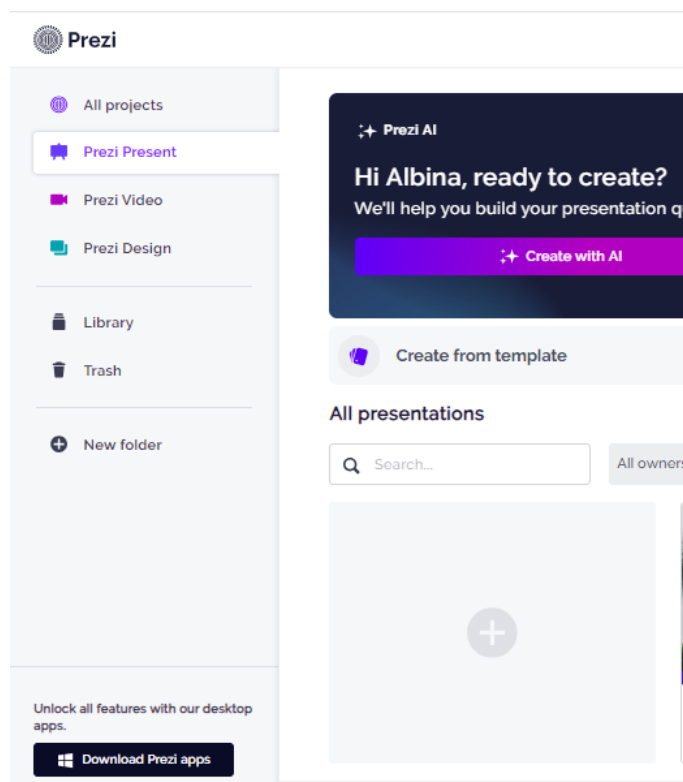 Prezi
All projects
Prezi Present
Prezi Video
Prezi Design
Library
Trash
New folder
Unlock all features with our desktop
apps.
Download Prezi apps
Prezi AI
Hi Albina, ready to create?
We'll help you build your presentation
Create with AI
Create from template
All presentations
Search...
All owners